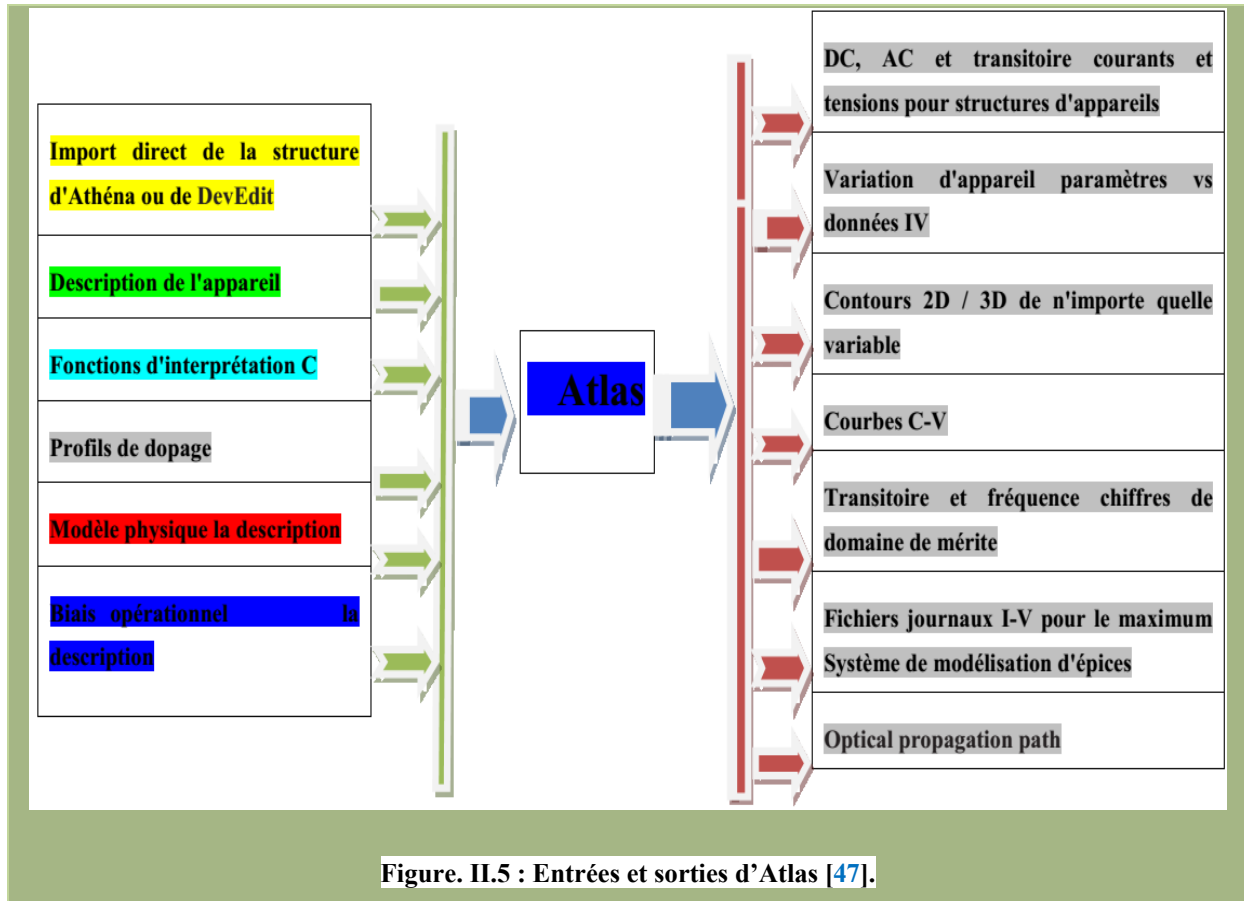 Import direct de la structure
d'Athéna ou de DevEdit
Description de l'appareil
Fonctions d'interprétation C
Profils de dopage
Modèle physique la description
Biais opérationnel la
description
Atlas
DC, AC et transitoire courants et
tensions pour structures d'appareils
Variation d'appareil paramètres vs
données IV
Contours 2D / 3D de n'importe quelle
variable
Courbes C-V
Transitoire et fréquence chiffres de
domaine de mérite
Fichiers journaux I-V pour le maximum
Système de modélisation d'épices
Optical propagation path
Figure. II.5 : Entrées et sorties d’Atlas [47].